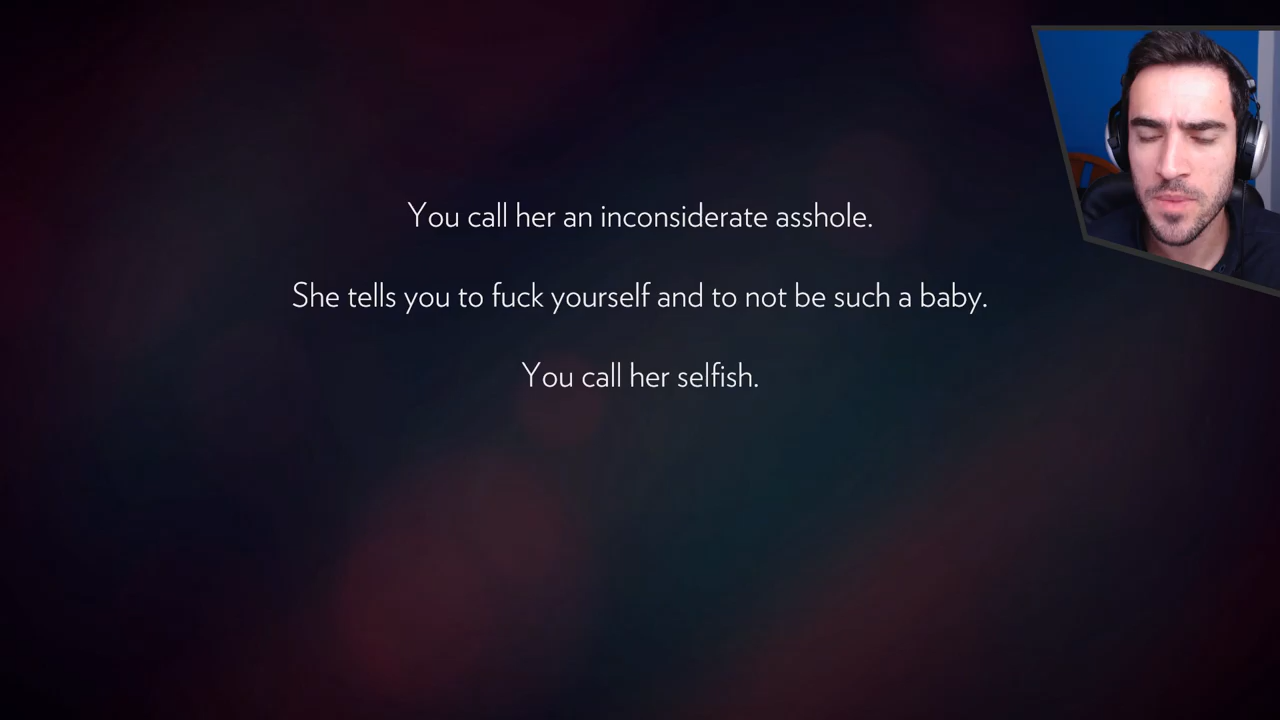 You call her an inconsiderate asshole.
She tells you to fuck yourself and to not be such a baby.
You call her selfish.